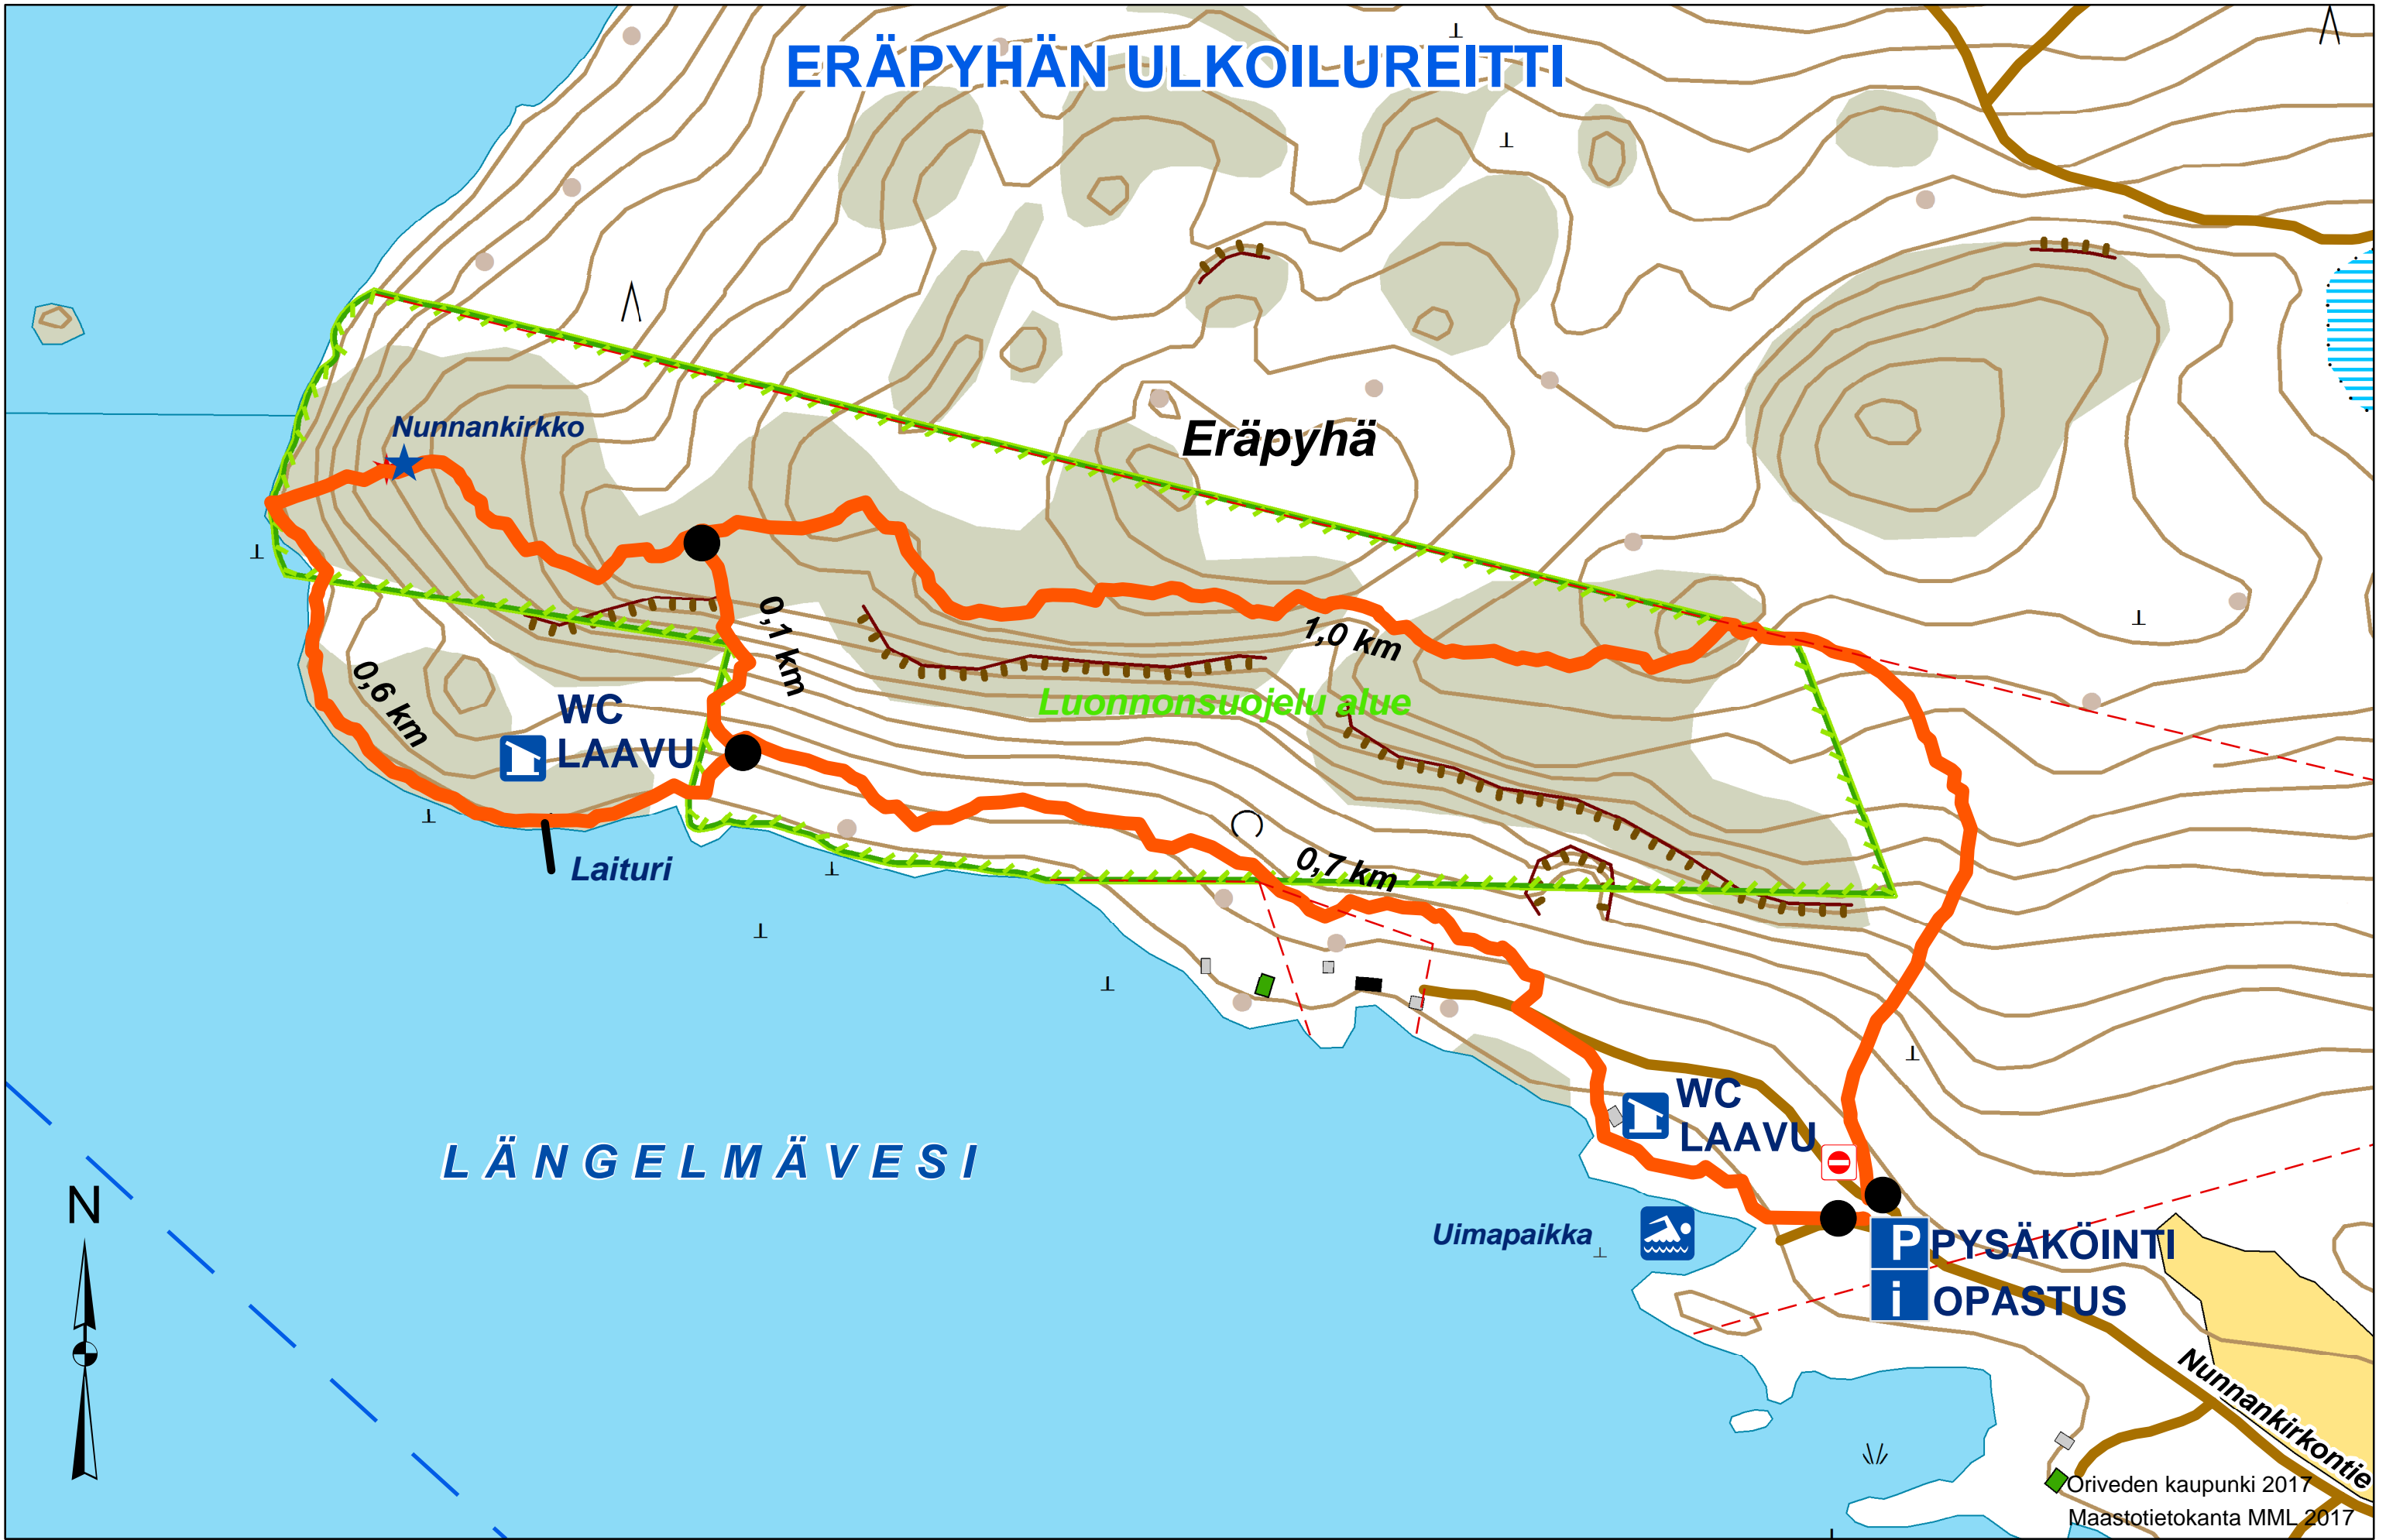 ERÄPYHÄN ULKOILUREITTI
Nunnankirkko
Eräpyhä
0,1 km
1,0 km
0,6 km
WC
LAAVU
Luonnonsuojelu alue
Laituri
0,7 km
WC
LAAVU
LÄNGELMÄVESI
N
Uimapaikka
P PYSÄKÖINTI
i OPASTUS
Nunnankirkontie
Oriveden kaupunki 2017
Maastotietokanta MML 2017